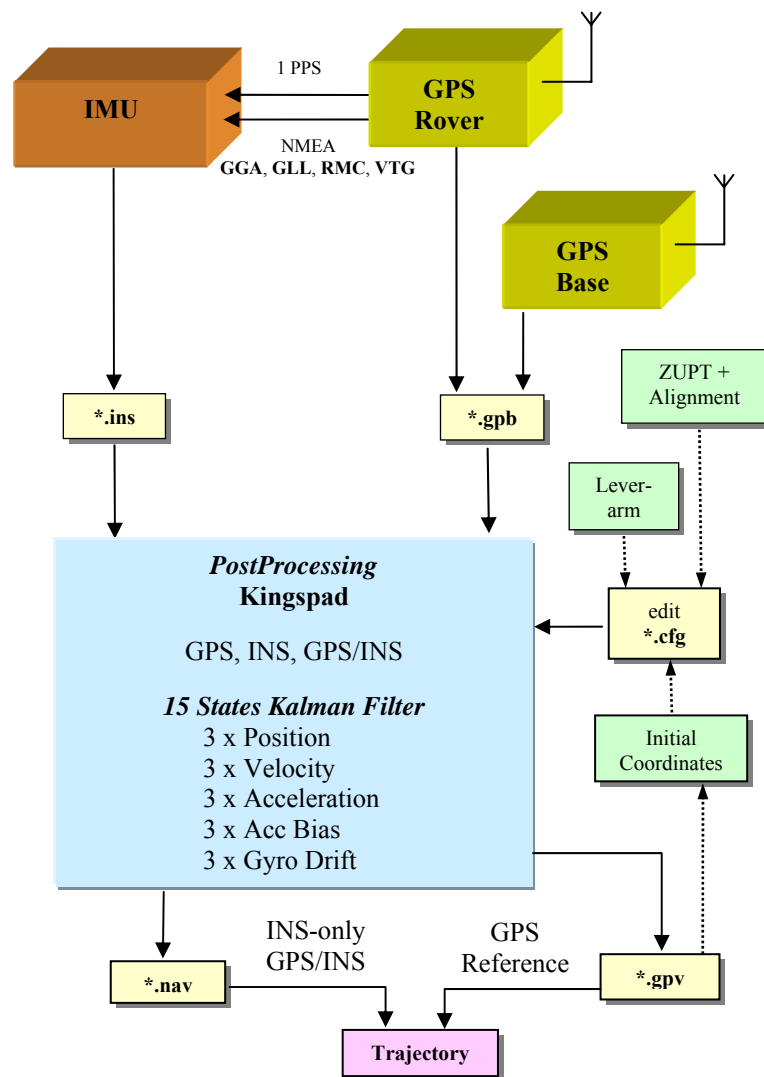 1 PPS
IMU
GPS
Rover
NMEA
GGA, GLL, RMC, VTG
GPS
Base
ZUPT +
Alignment
*.ins
*.gpb
Lever-
arm
PostProcessing
Kingspad
edit
*.cfg
GPS, INS, GPS/INS
15 States Kalman Filter
3 x Position
3 x Velocity
3 x Acceleration
3 x Acc Bias
3 x Gyro Drift
Initial
Coordinates
INS-only
GPS/INS
GPS
Reference
*.nav
*.gpv
Trajectory